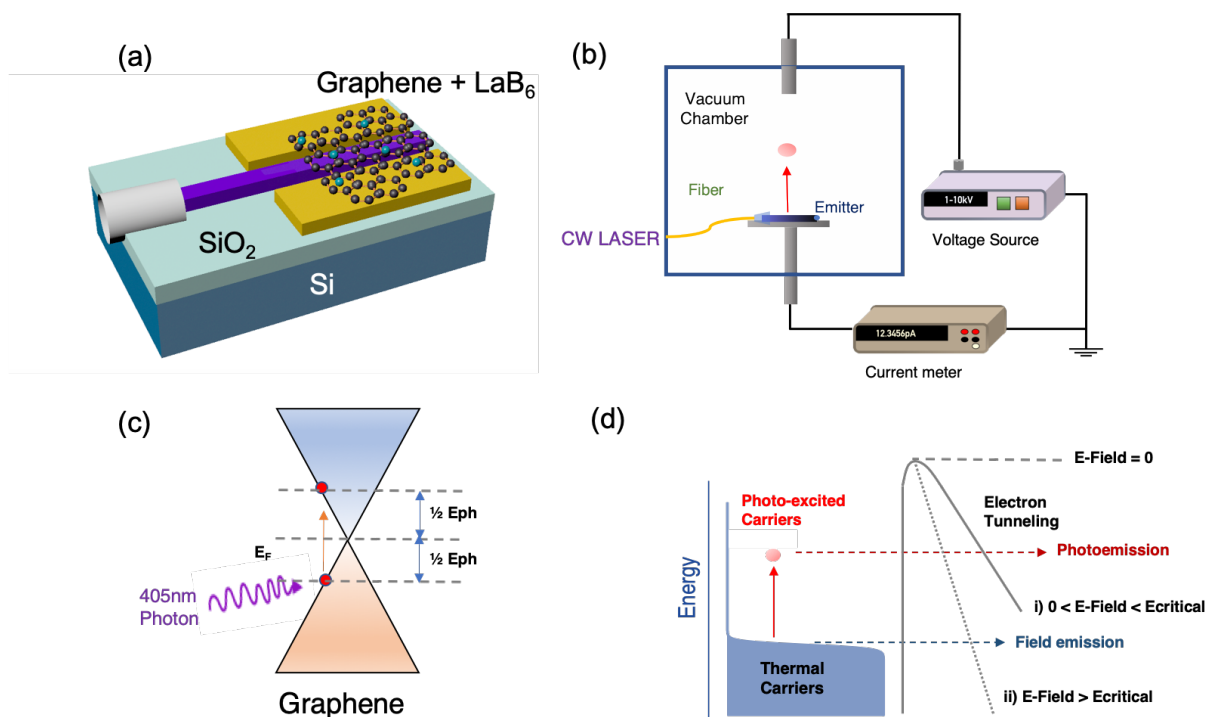 (a)
Graphene + LaB₆
SiO₂
Si
(b)
Vacuum
Chamber
Fiber
Emitter
CW LASER
1-10kV
Voltage Source
12.3456pA
Current meter
(c)
½ Eph
½ Eph
E_F
405nm
Photon
Graphene
(d)
E-Field = 0
Photo-excited
Carriers
Electron
Tunneling
Photoemission
i) 0 < E-Field < Ecritical
Energy
Field emission
Thermal
Carriers
ii) E-Field > Ecritical